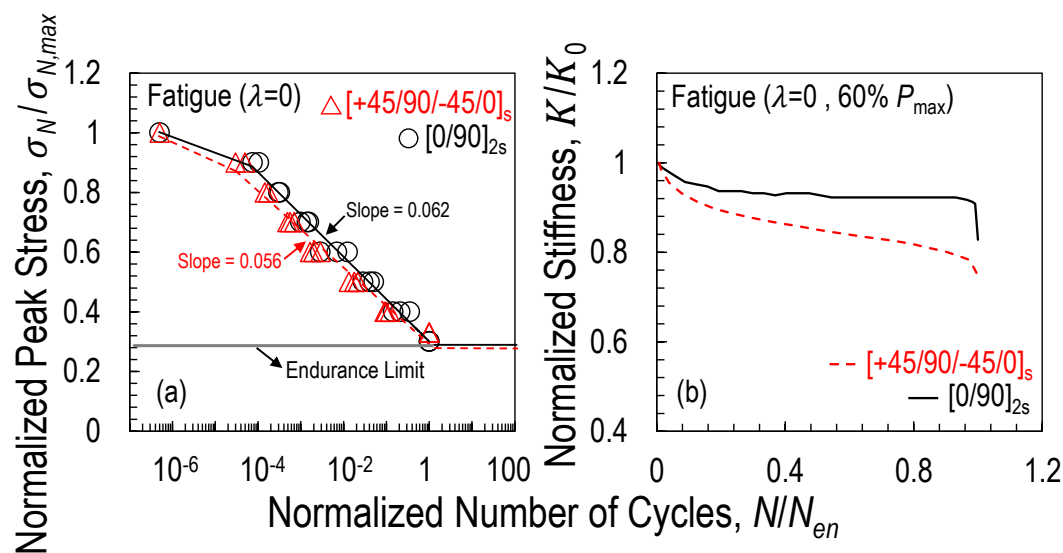 Normalized Peak Stress, σN/σN,max
1.2
1
0.8
0.6
0.4
0.2
0
Fatigue (λ=0)
[+45/90/-45/0]s
[0/90]2s
Slope = 0.062
Slope = 0.056
Endurance Limit
(a)
10-6
10-4
10-2
1
100
Normalized Stiffness, K/K0
1.2
1
0.8
0.6
0.4
Fatigue (λ=0 , 60% Pmax)
[+45/90/-45/0]s
[0/90]2s
(b)
0
0.4
0.8
1.2
Normalized Number of Cycles, N/Nen